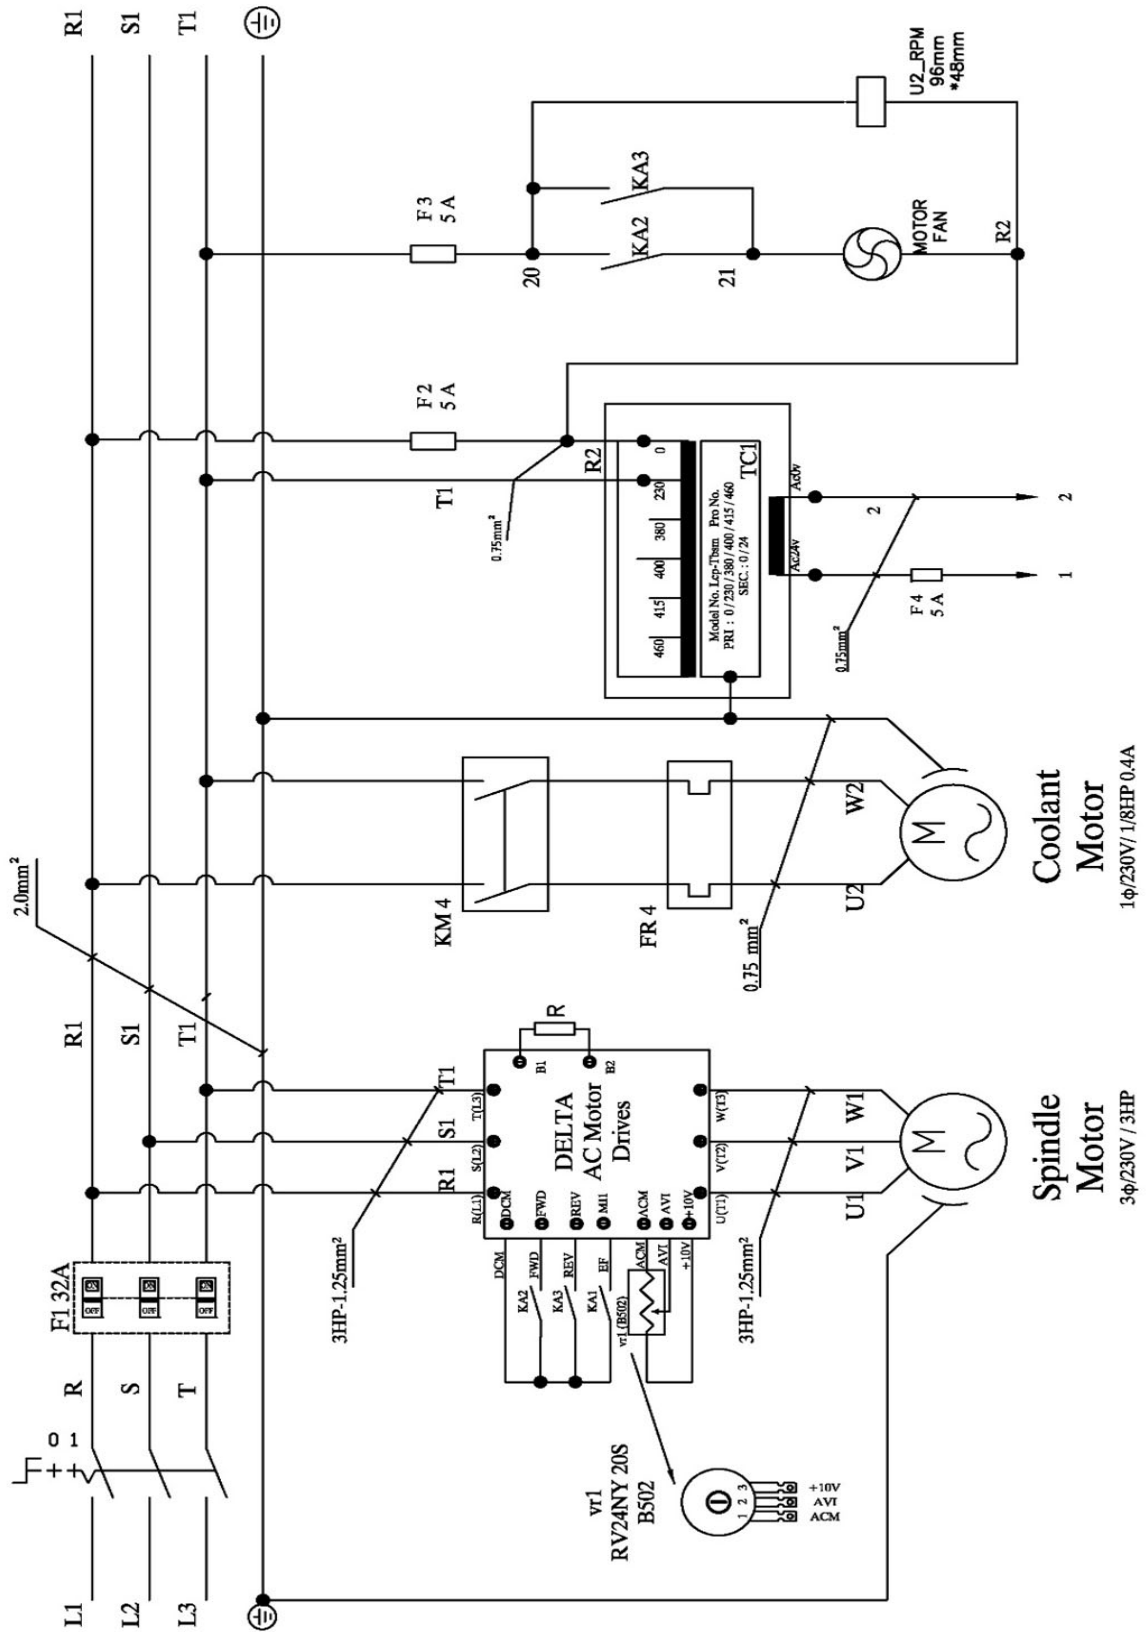 L1
L2
L3
0 1
R
S
T
F1 32A
OFF
ON
OFF
ON
OFF
ON
R1
S1
T1
2.0mm²
R1
S1
T1
vr1
RV24NY 20S
B502
1 2 3
+10V
AVI
ACM
3HP-1.25mm²
R1
S1
T1
R(L1)
S(L2)
T(L3)
DCM
FWD
REV
EF
ACM
AVI
+10V
KA2
KA3
KA1
vr1 (B502)
DCM
FWD
REV
MI1
ACM
AVI
+10V
DELTA
AC Motor
Drives
B1
B2
R
U(T1)
V(T2)
W(T3)
3HP-1.25mm²
U1
V1
W1
M
Spindle
Motor
3ϕ/230V / 3HP
KM 4
FR 4
0.75 mm²
U2
W2
M
Coolant
Motor
1ϕ/230V/ 1/8HP 0.4A
F 2
5 A
T1
0.75mm²
R2
460
415
400
380
230
0
Model No. Lcp-Tbsm Pro No.
PRI : 0 / 230 / 380 / 400 / 415 / 460
SEC. : 0 / 24
TC1
Ac24v
Ac0v
2
0.75mm²
F 4
5 A
1
2
F 3
5 A
20
KA2
KA3
21
MOTOR
FAN
R2
U2_RPM
96mm
*48mm